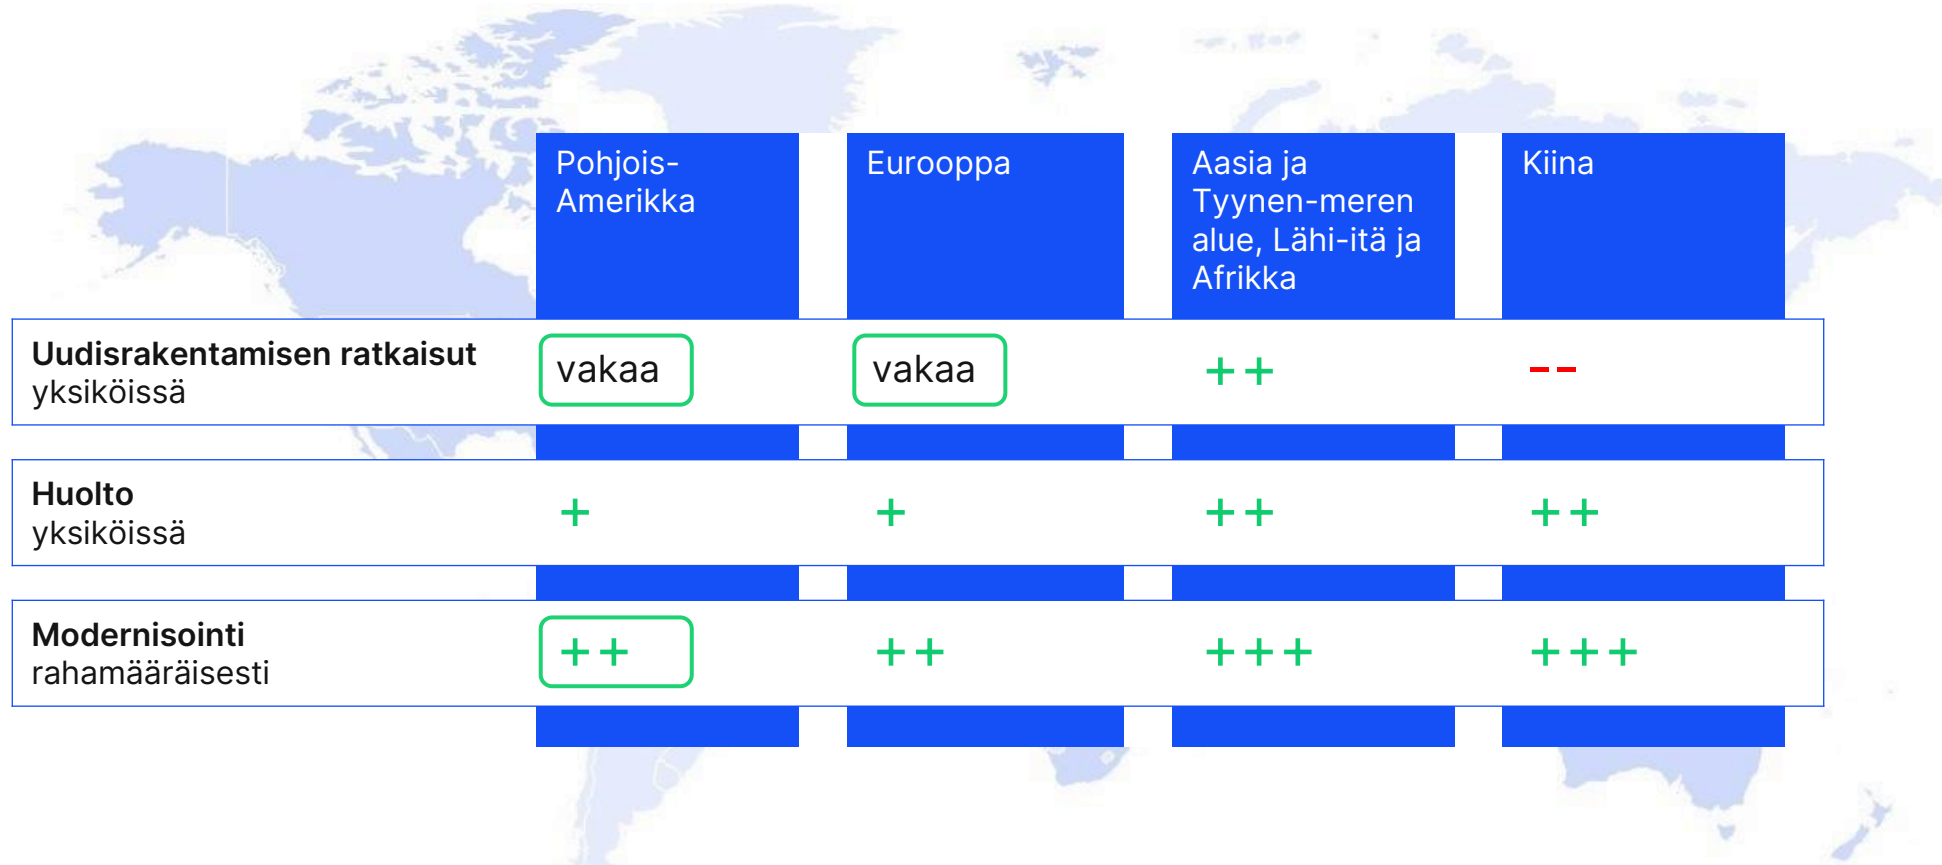 Pohjois-
Amerikka
Eurooppa
Aasia ja
Tyynen-meren
alue, Lähi-itä ja
Afrikka
Kiina
Uudisrakentamisen ratkaisut
yksiköissä
vakaa
vakaa
++
--
Huolto
yksiköissä
+
+
++
++
Modernisointi
rahamääräisesti
++
++
+++
+++